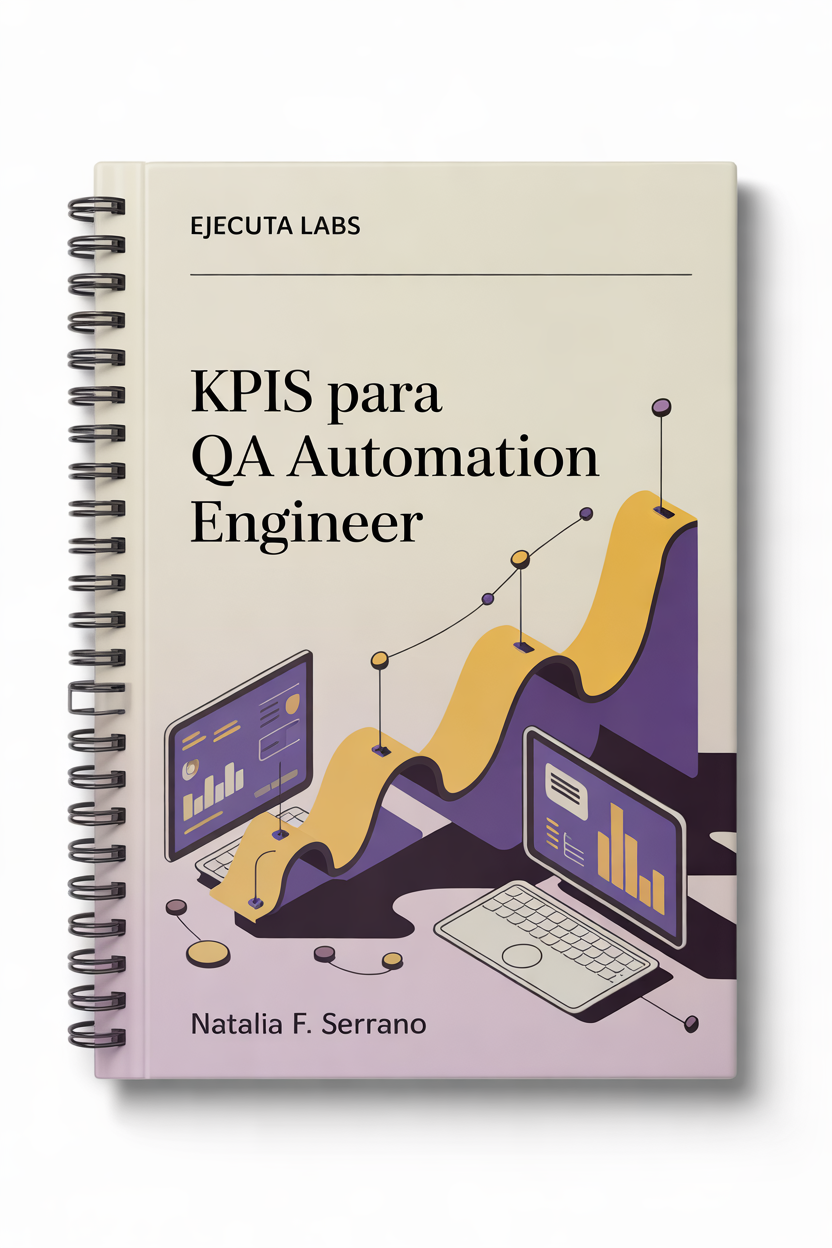 EJECUTA LABS
KPIS para
QA Automation
Engineer
Natalia F. Serrano